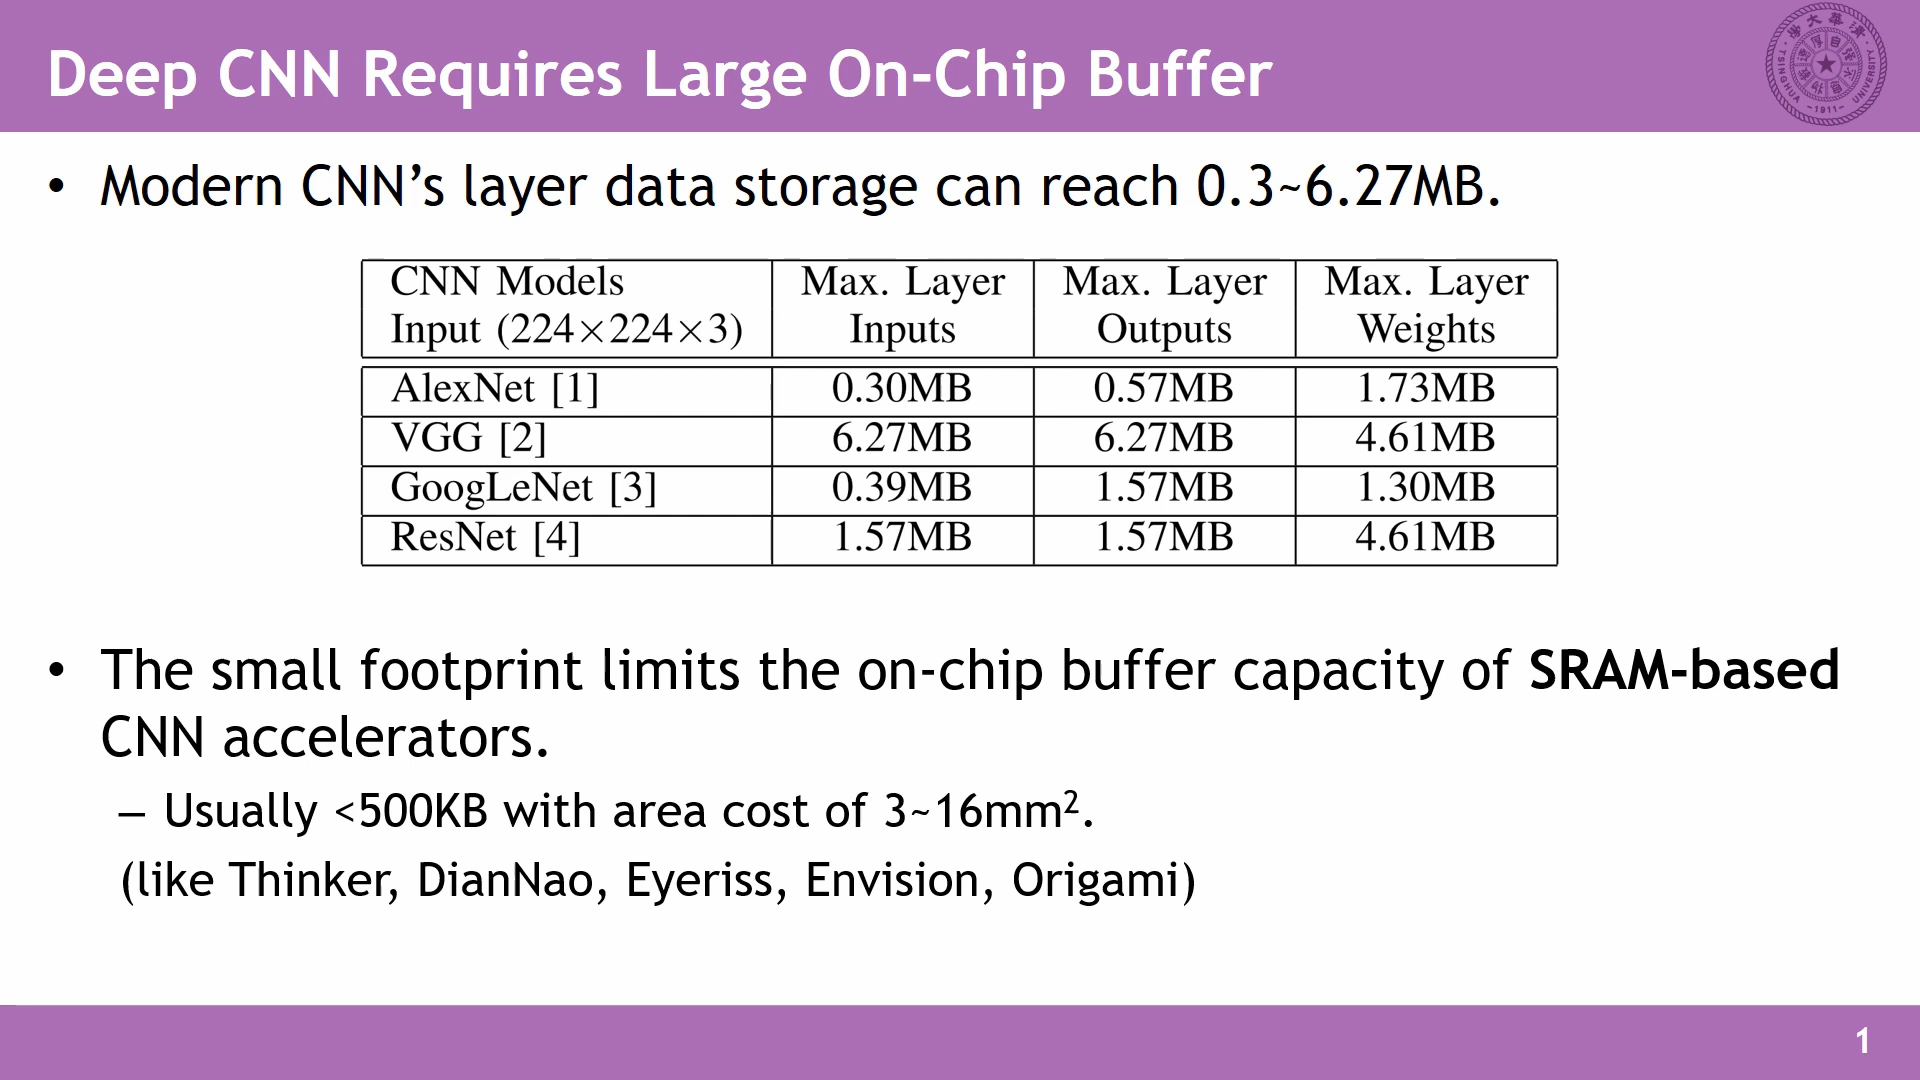 Deep CNN Requires Large On-Chip Buffer
TSINGHUA UNIVERSITY
-1911-
• Modern CNN’s layer data storage can reach 0.3~6.27MB.
CNN Models Input (224×224×3) | Max. Layer Inputs | Max. Layer Outputs | Max. Layer Weights
AlexNet [1] | 0.30MB | 0.57MB | 1.73MB
VGG [2] | 6.27MB | 6.27MB | 4.61MB
GoogLeNet [3] | 0.39MB | 1.57MB | 1.30MB
ResNet [4] | 1.57MB | 1.57MB | 4.61MB
• The small footprint limits the on-chip buffer capacity of SRAM-based
CNN accelerators.
– Usually <500KB with area cost of 3~16mm².
(like Thinker, DianNao, Eyeriss, Envision, Origami)
1